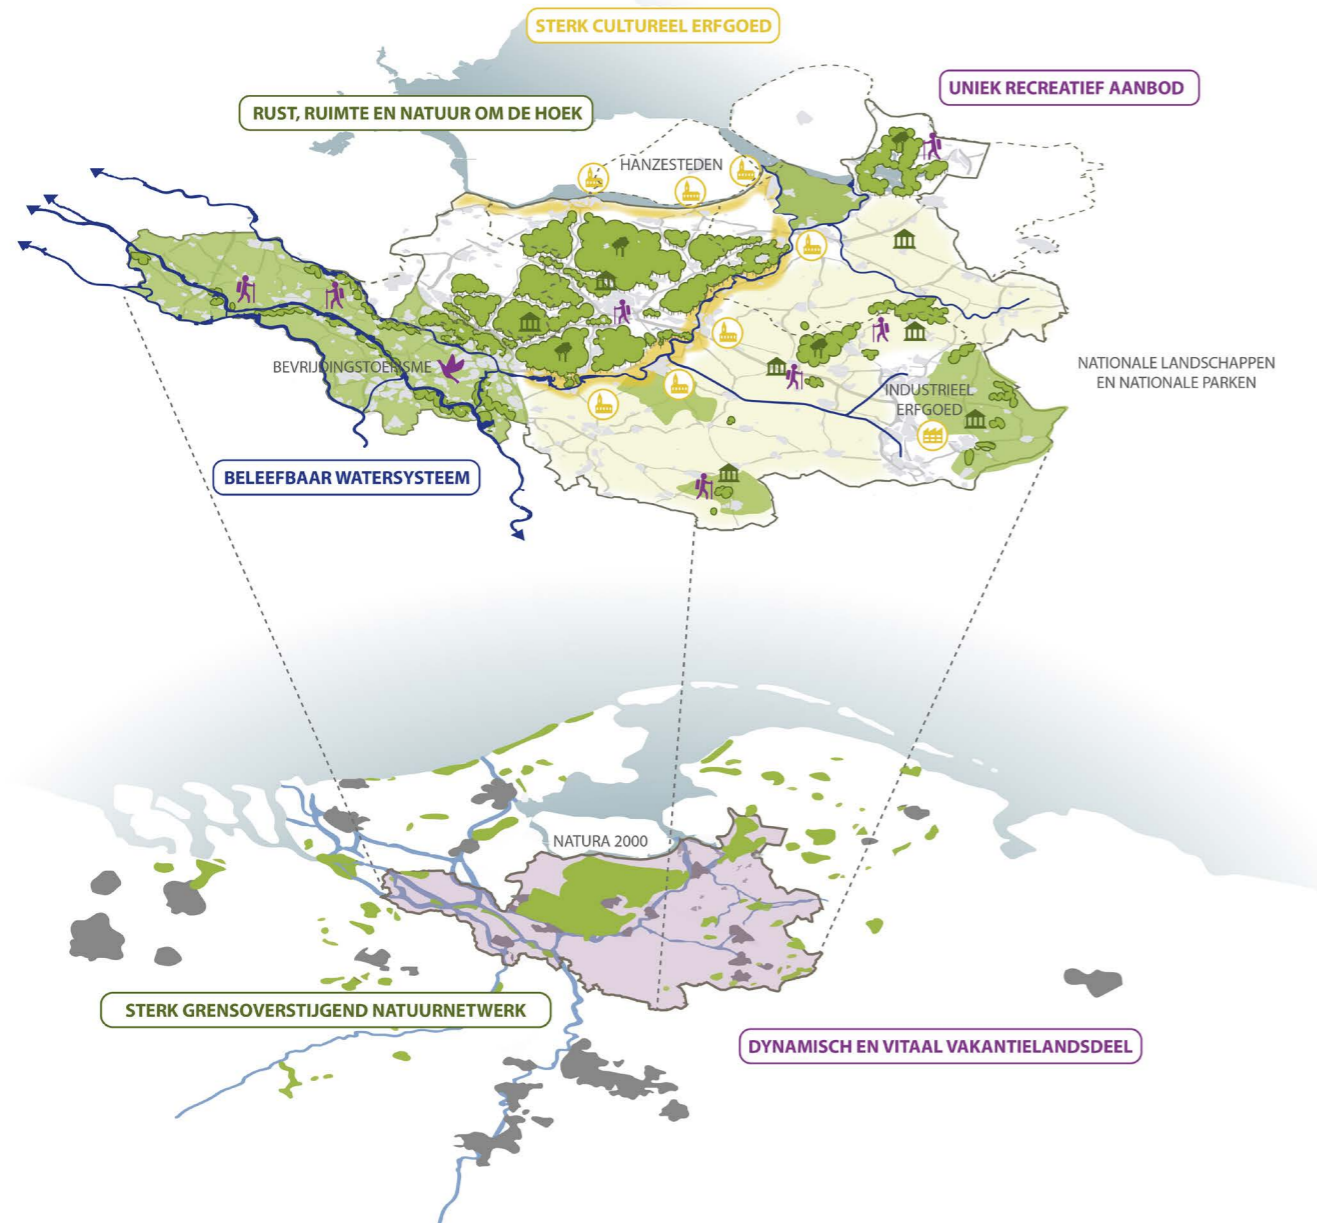 STERK CULTUREEL ERFGOED
UNIEK RECREATIEF AANBOD
RUST, RUIMTE EN NATUUR OM DE HOEK
HANZESTEDEN
BEVRIJDINGSTOERISME
NATIONALE LANDSCHAPPEN
EN NATIONALE PARKEN
INDUSTRIEEL
ERFGOED
BELEEFBAAR WATERSYSTEEM
NATURA 2000
STERK GRENSOVERSTIJGEND NATUURNETWERK
DYNAMISCH EN VITAAL VAKANTIELANDSDEEL